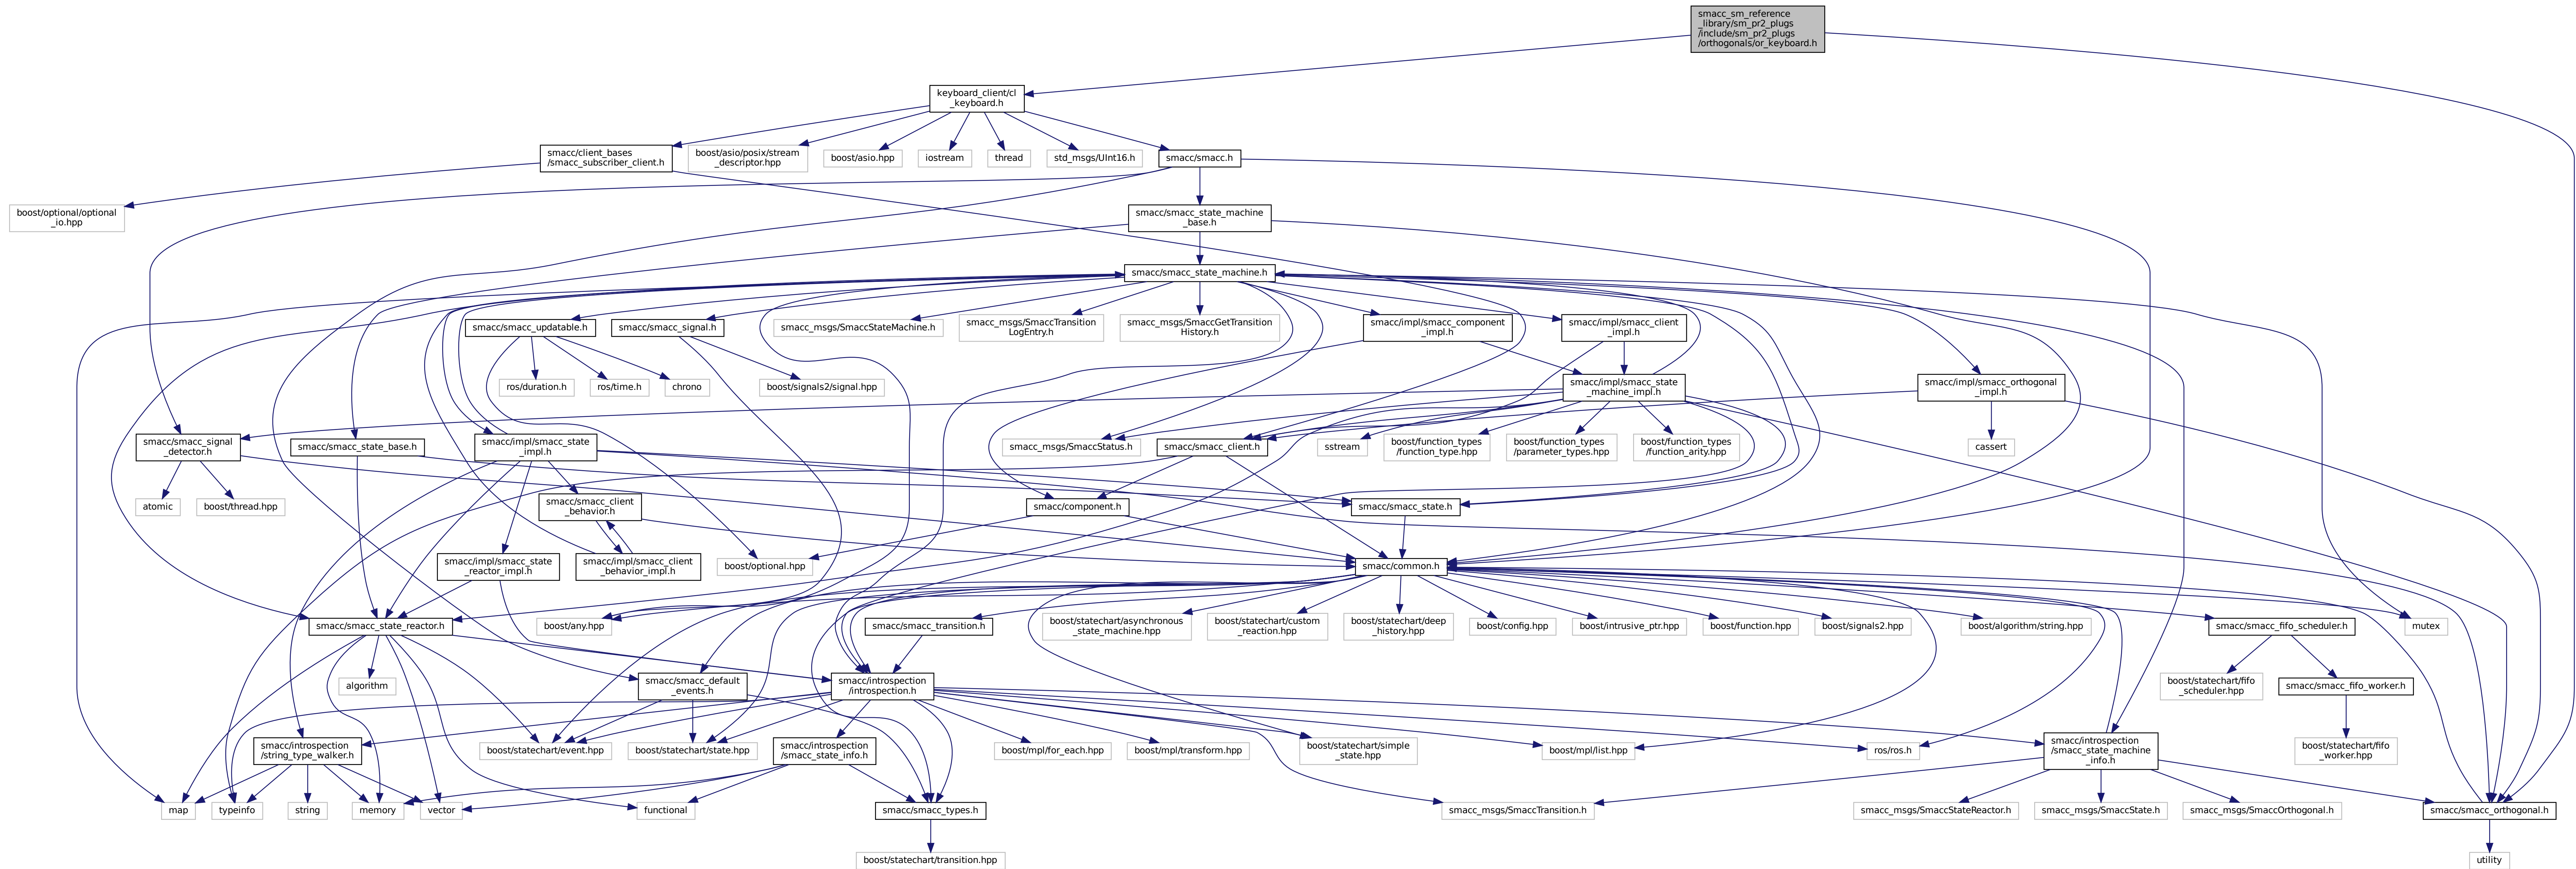 smacc_sm_reference
_library/sm_pr2_plugs
/include/sm_pr2_plugs
/orthogonals/or_keyboard.h
keyboard_client/cl
_keyboard.h
smacc/client_bases
/smacc_subscriber_client.h
boost/asio/posix/stream
_descriptor.hpp
boost/asio.hpp
iostream
thread
std_msgs/UInt16.h
smacc/smacc.h
boost/optional/optional
_io.hpp
smacc/smacc_state_machine
_base.h
smacc/smacc_state_machine.h
smacc/smacc_updatable.h
smacc/smacc_signal.h
smacc_msgs/SmaccStateMachine.h
smacc_msgs/SmaccTransition
LogEntry.h
smacc_msgs/SmaccGetTransition
History.h
smacc/impl/smacc_component
_impl.h
smacc/impl/smacc_client
_impl.h
ros/duration.h
ros/time.h
chrono
boost/signals2/signal.hpp
smacc/impl/smacc_state
_machine_impl.h
smacc/impl/smacc_orthogonal
_impl.h
smacc/smacc_signal
_detector.h
smacc/smacc_state_base.h
smacc/impl/smacc_state
_impl.h
smacc_msgs/SmaccStatus.h
smacc/smacc_client.h
sstream
boost/function_types
/function_type.hpp
boost/function_types
/parameter_types.hpp
boost/function_types
/function_arity.hpp
cassert
atomic
boost/thread.hpp
smacc/smacc_client
_behavior.h
smacc/component.h
smacc/smacc_state.h
smacc/impl/smacc_state
_reactor_impl.h
smacc/impl/smacc_client
_behavior_impl.h
boost/optional.hpp
smacc/common.h
smacc/smacc_state_reactor.h
boost/any.hpp
smacc/smacc_transition.h
boost/statechart/asynchronous
_state_machine.hpp
boost/statechart/custom
_reaction.hpp
boost/statechart/deep
_history.hpp
boost/config.hpp
boost/intrusive_ptr.hpp
boost/function.hpp
boost/signals2.hpp
boost/algorithm/string.hpp
smacc/smacc_fifo_scheduler.h
mutex
algorithm
smacc/smacc_default
_events.h
smacc/introspection
/introspection.h
boost/statechart/fifo
_scheduler.hpp
smacc/smacc_fifo_worker.h
smacc/introspection
/string_type_walker.h
boost/statechart/event.hpp
boost/statechart/state.hpp
smacc/introspection
/smacc_state_info.h
boost/mpl/for_each.hpp
boost/mpl/transform.hpp
boost/statechart/simple
_state.hpp
boost/mpl/list.hpp
ros/ros.h
smacc/introspection
/smacc_state_machine
_info.h
boost/statechart/fifo
_worker.hpp
map
typeinfo
string
memory
vector
functional
smacc/smacc_types.h
smacc_msgs/SmaccTransition.h
smacc_msgs/SmaccStateReactor.h
smacc_msgs/SmaccState.h
smacc_msgs/SmaccOrthogonal.h
smacc/smacc_orthogonal.h
boost/statechart/transition.hpp
utility